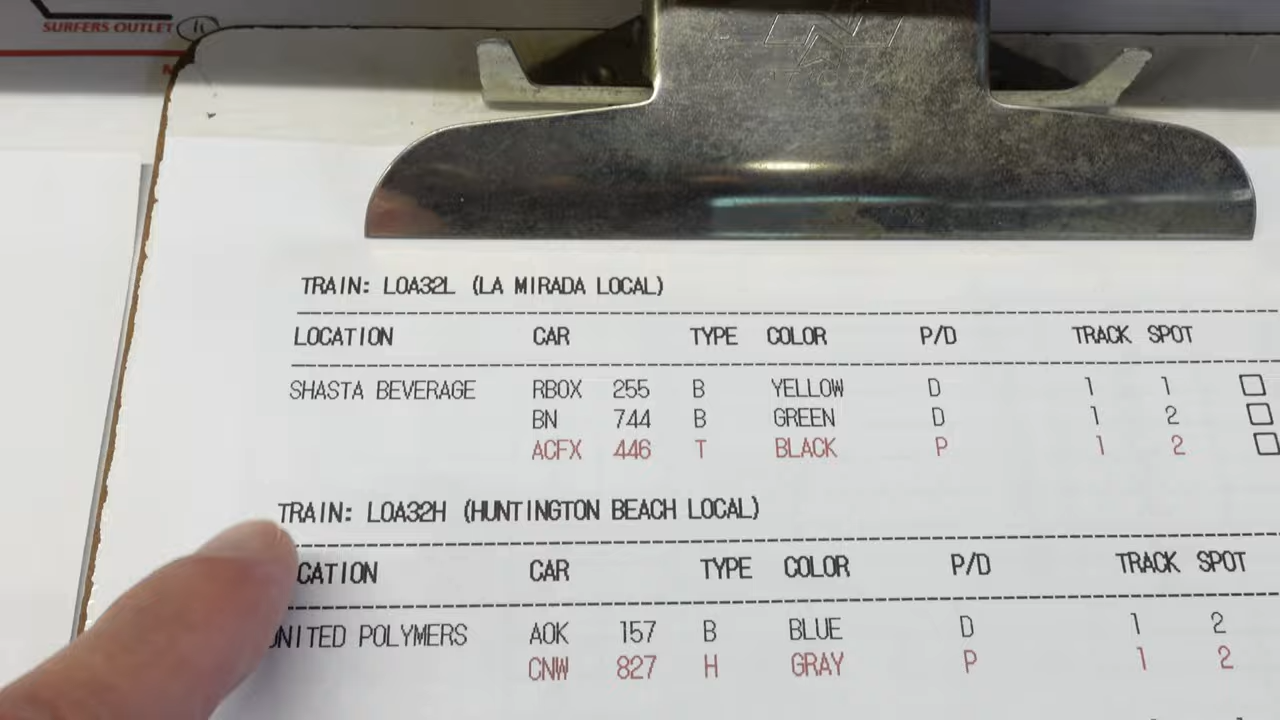 SURFERS OUTLET
TRAIN: LOA32L (LA MIRADA LOCAL)
LOCATION CAR TYPE COLOR P/D TRACK SPOT
SHASTA BEVERAGE RBOX 255 B YELLOW D 1 1
BN 744 B GREEN D 1 2
ACFX 446 T BLACK P 1 2
TRAIN: LOA32H (HUNTINGTON BEACH LOCAL)
CATION CAR TYPE COLOR P/D TRACK SPOT
UNITED POLYMERS AOK 157 B BLUE D 1 2
CNW 827 H GRAY P 1 2